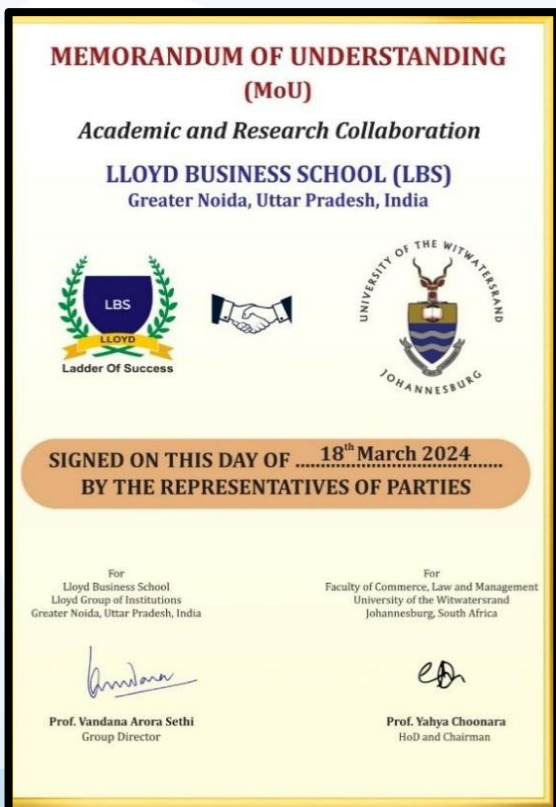 MEMORANDUM OF UNDERSTANDING
(MoU)
Academic and Research Collaboration
LLOYD BUSINESS SCHOOL (LBS)
Greater Noida, Uttar Pradesh, India
LBS
LLOYD
Ladder Of Success
UNIVERSITY OF THE WITWATERSRAND
JOHANNESBURG
SIGNED ON THIS DAY OF ....18th March 2024....
BY THE REPRESENTATIVES OF PARTIES
For
Lloyd Business School
Lloyd Group of Institutions
Greater Noida, Uttar Pradesh, India
Vandana
Prof. Vandana Arora Sethi
Group Director
For
Faculty of Commerce, Law and Management
University of the Witwatersrand
Johannesburg, South Africa
Prof. Yahya Choonara
HoD and Chairman